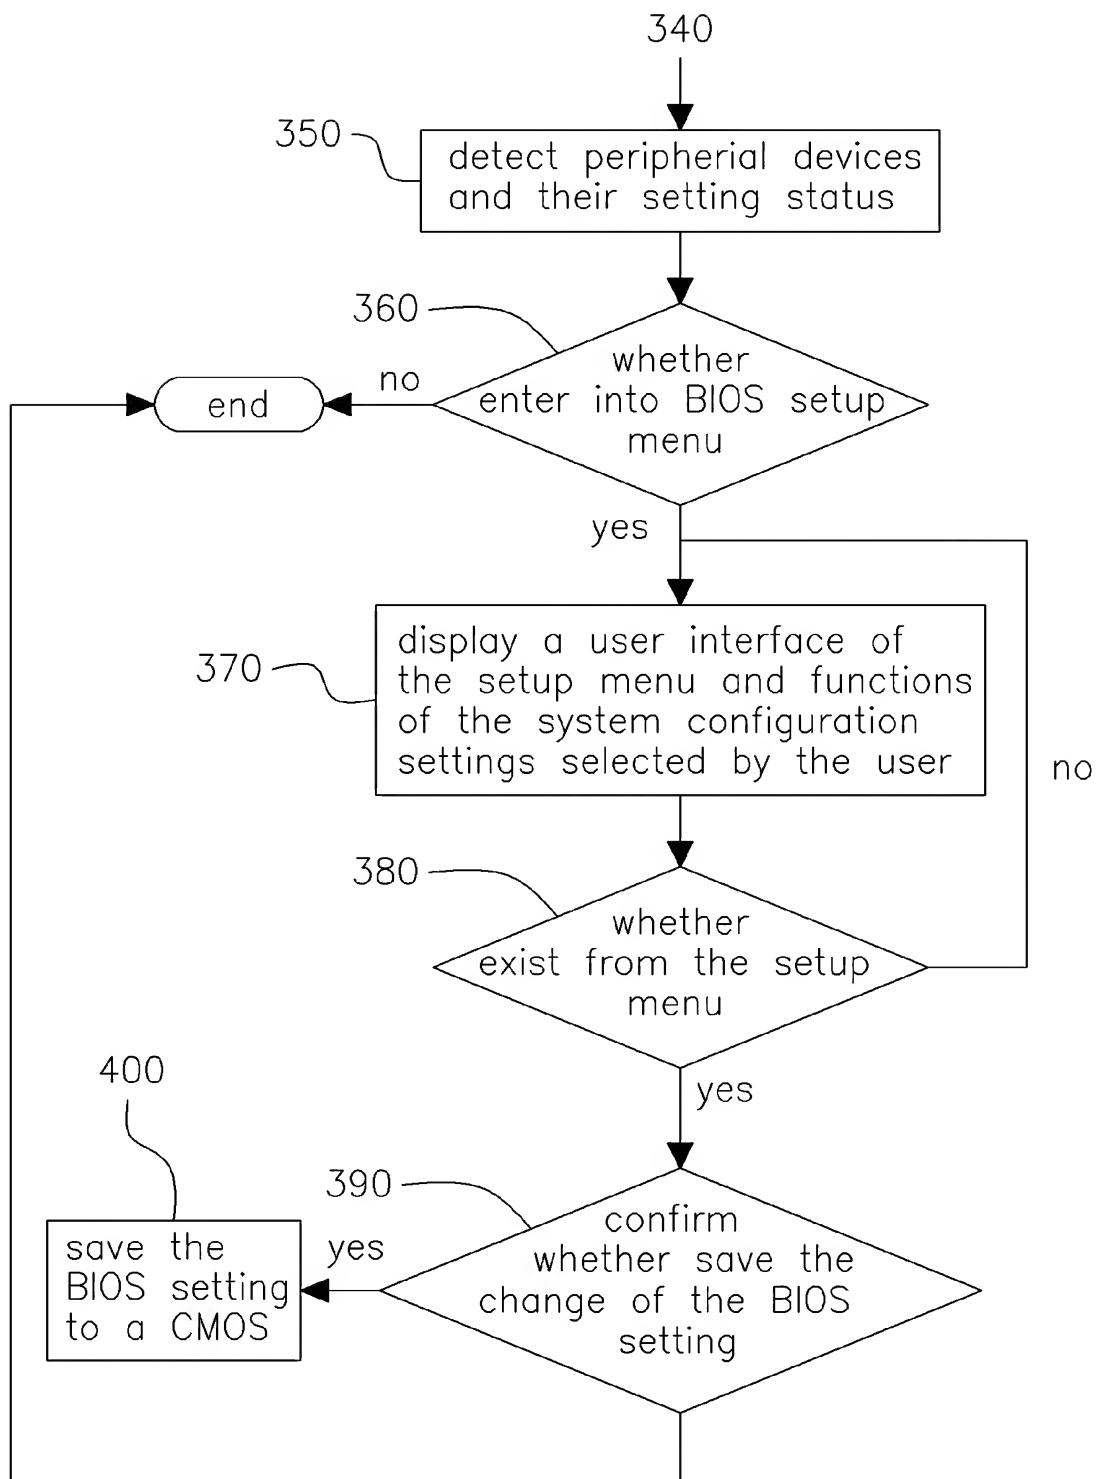 340
350
detect peripherial devices
and their setting status
360
whether
enter into BIOS setup
menu
no
end
yes
370
display a user interface of
the setup menu and functions
of the system configuration
settings selected by the user
no
380
whether
exist from the setup
menu
yes
400
390
save the
BIOS setting
to a CMOS
yes
confirm
whether save the
change of the BIOS
setting